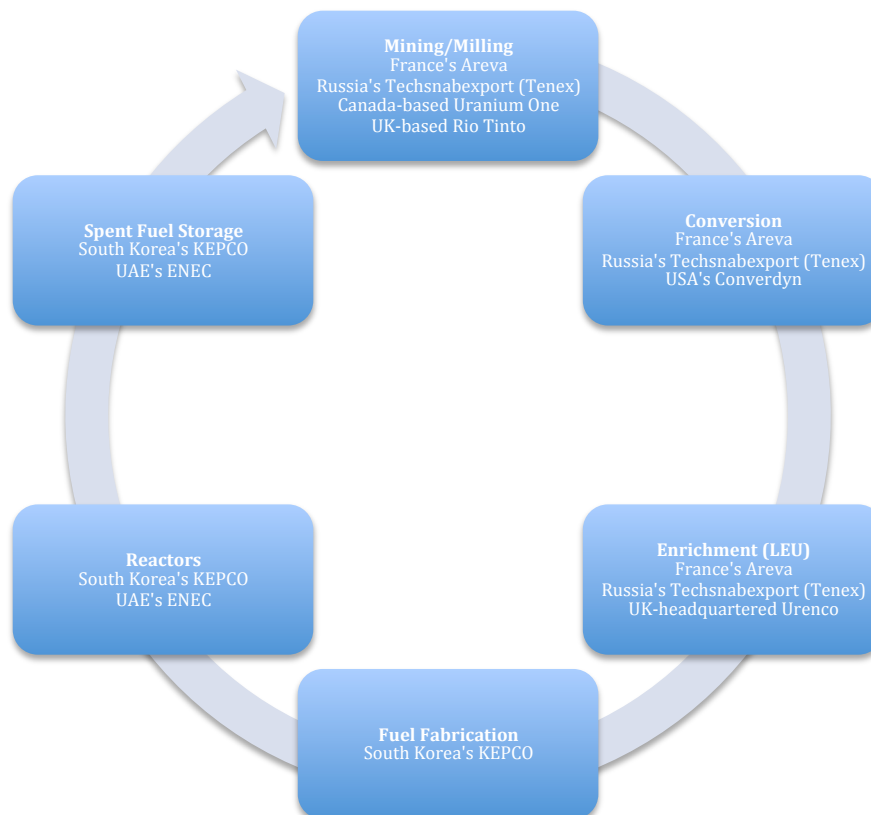 Mining/Milling
France's Areva
Russia's Techsnabexport (Tenex)
Canada-based Uranium One
UK-based Rio Tinto
Conversion
France's Areva
Russia's Techsnabexport (Tenex)
USA's Converdyn
Enrichment (LEU)
France's Areva
Russia's Techsnabexport (Tenex)
UK-headquartered Urenco
Fuel Fabrication
South Korea's KEPCO
Reactors
South Korea's KEPCO
UAE's ENEC
Spent Fuel Storage
South Korea's KEPCO
UAE's ENEC